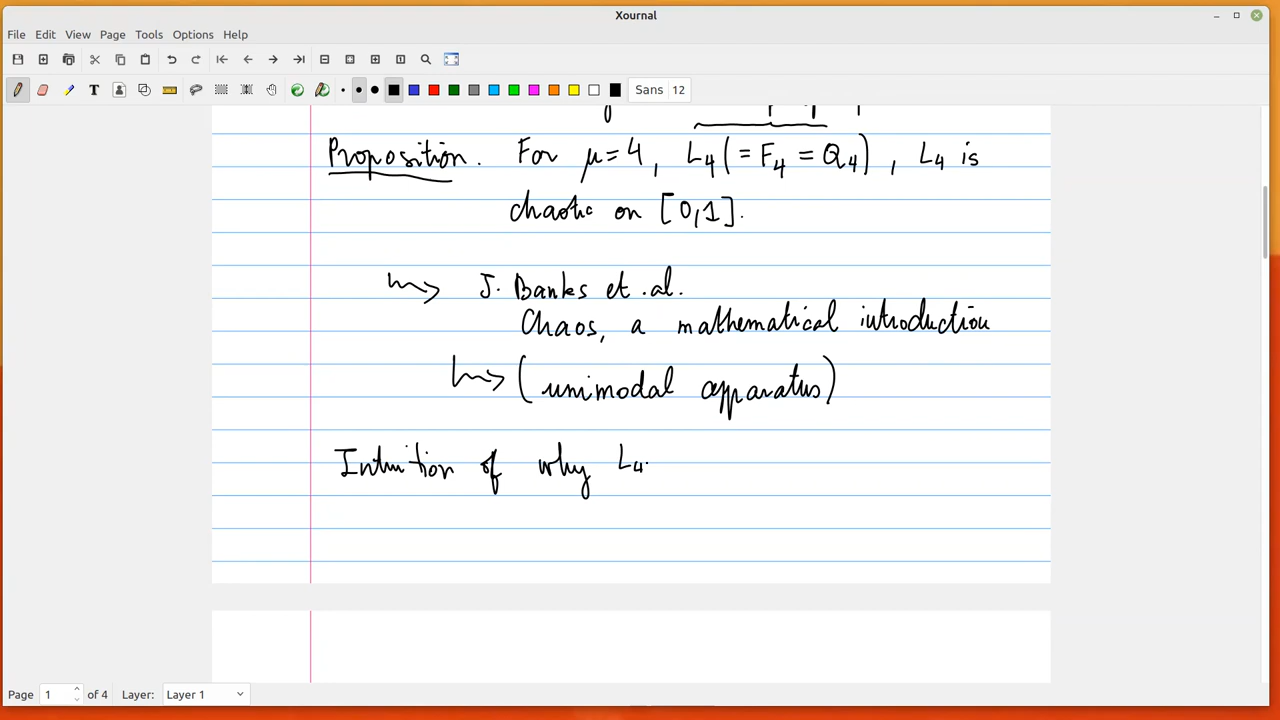 Xournal
File Edit View Page Tools Options Help
T Sans 12
Proposition. For μ=4, L₄(=F₄=Q₄), L₄ is
chaotic on [0,1].
J. Banks et.al.
Chaos, a mathematical introduction
(unimodal apparatus)
Intuition of why L₄
Page 1 of 4 Layer: Layer 1